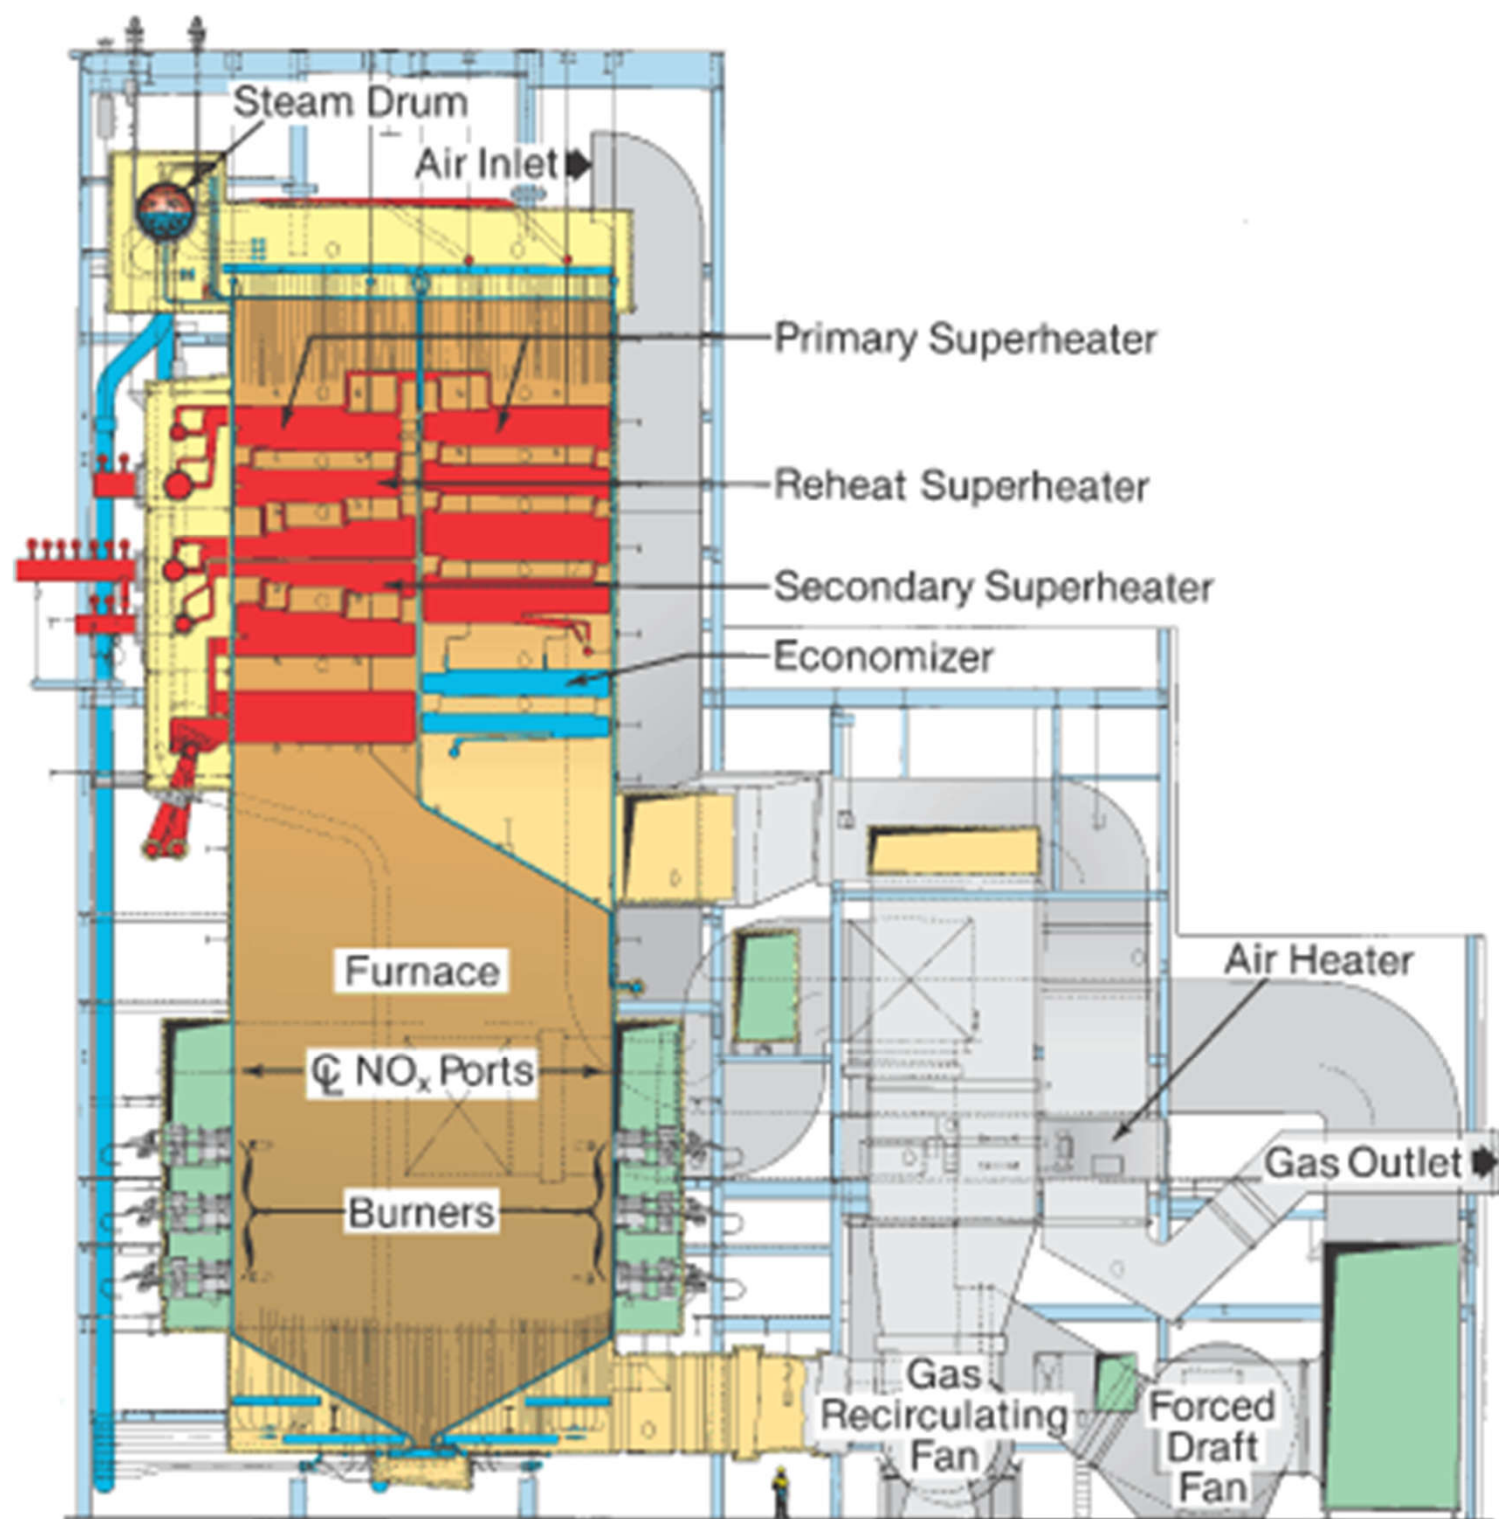 Steam Drum
Air Inlet
Primary Superheater
Reheat Superheater
Secondary Superheater
Economizer
Furnace
Air Heater
℄ NOx Ports
Gas Outlet
Burners
Gas
Recirculating
Fan
Forced
Draft
Fan